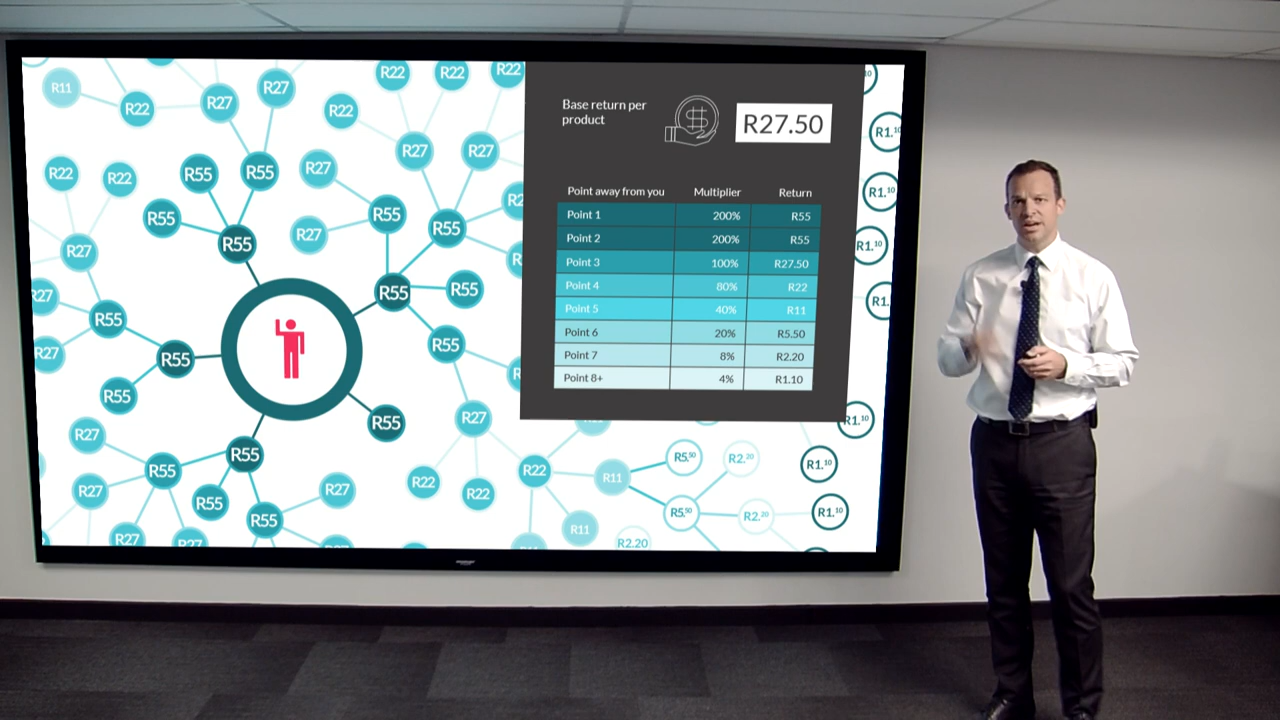 Base return per
product
R27.50
Point away from you Multiplier Return
Point 1 200% R55
Point 2 200% R55
Point 3 100% R27.50
Point 4 80% R22
Point 5 40% R11
Point 6 20% R5.50
Point 7 8% R2.20
Point 8+ 4% R1.10
R22 R22 R22
R11 R27
R22 R27 R22
R27 R27
R22 R22 R55 R55 R27
R55 R55
R55 R27 R55
R27
R55 R55
R27
R55
R27 R55 R55
R55
R55 R27 R55
R27
R55 R55
R27 R22 R22
R27 R55 R27
R55
R27 R27
R5.50 R2.20
R11
R5.50 R2.20
R11
R2.20
R1.10
R1.10
R1.10
R1.10
R1.10
R1.10